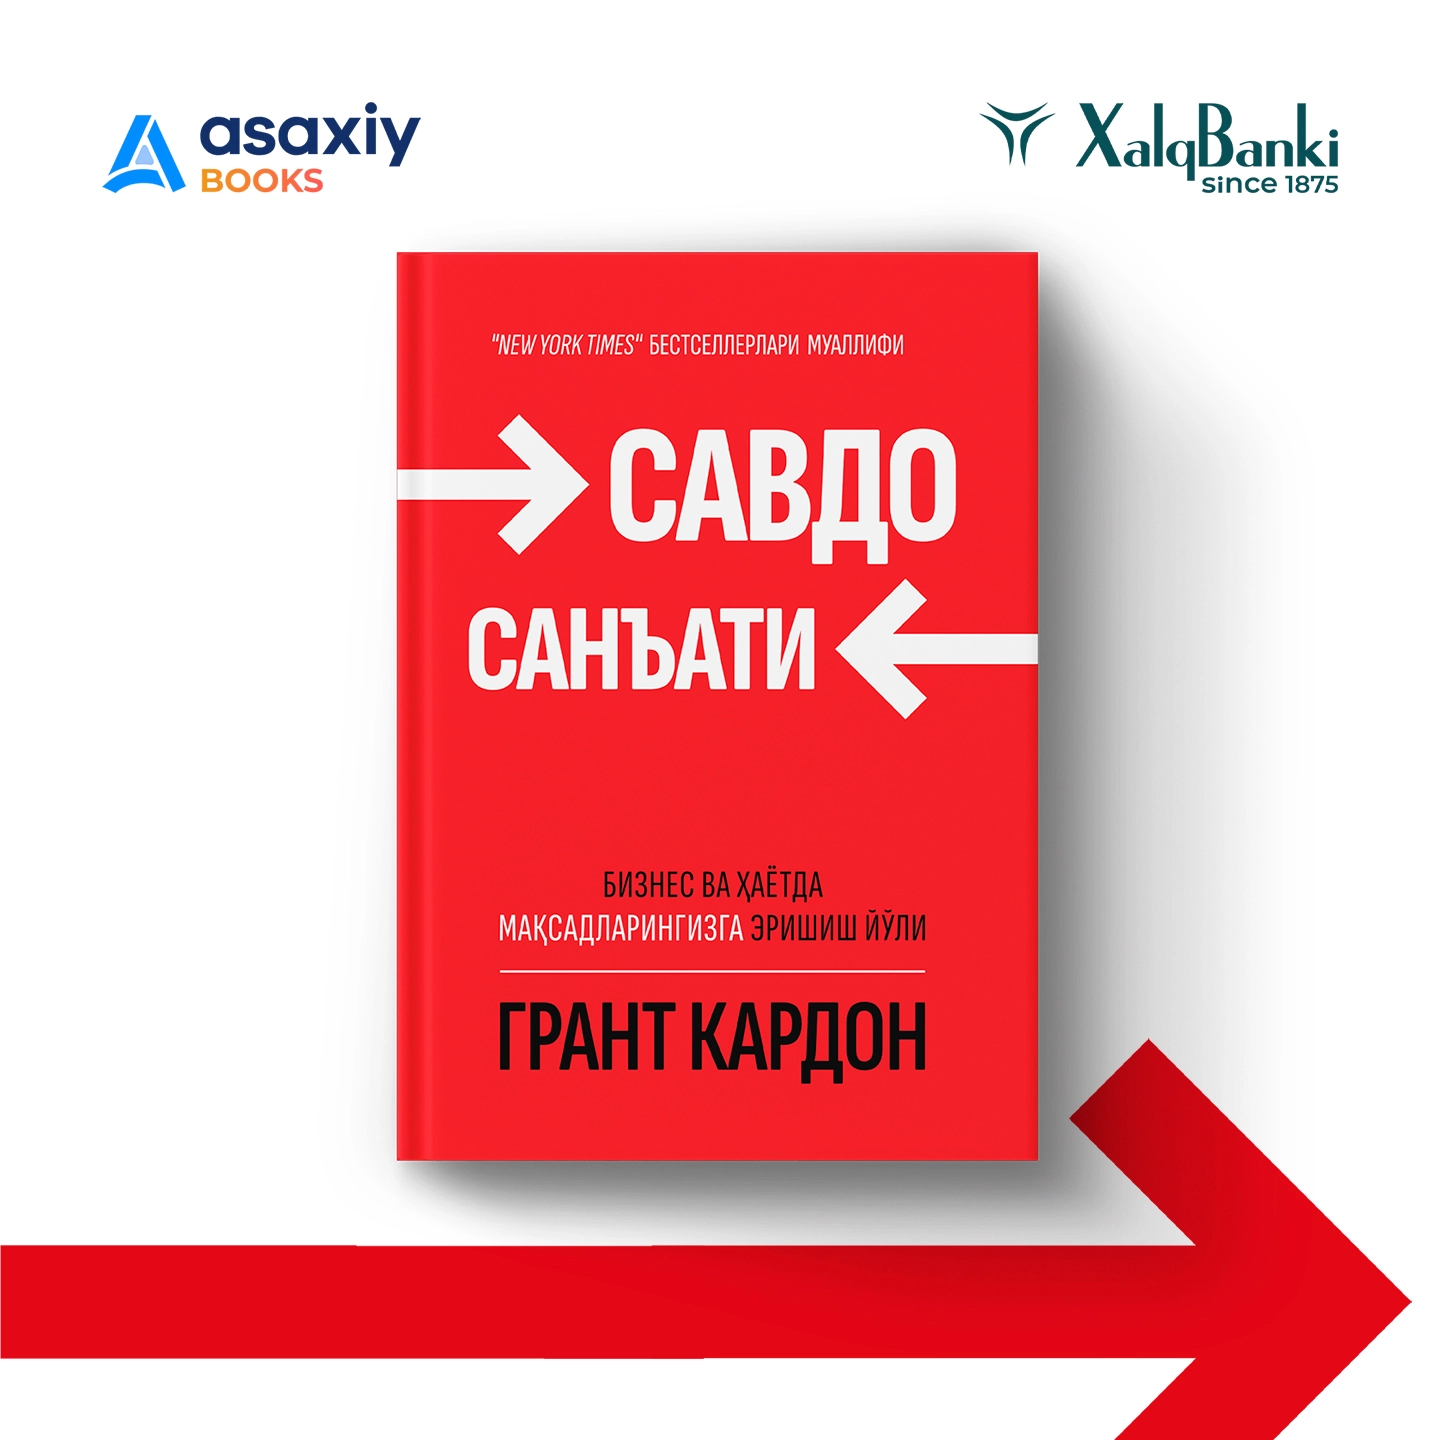 asaxiy
BOOKS
XalqBanki
since 1875
"NEW YORK TIMES" БЕСТСЕЛЛЕРЛАРИ МУАЛЛИФИ
САВДО
САНЪАТИ
БИЗНЕС ВА ҲАЁТДА
МАҚСАДЛАРИНГИЗГА ЭРИШИШ ЙЎЛИ
ГРАНТ КАРДОН